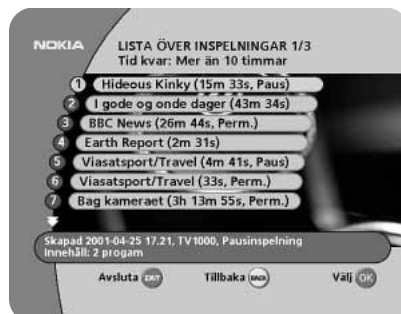 NOKIA
LISTA ÖVER INSPELNINGAR 1/3
Tid kvar: Mer än 10 timmar
1 Hideous Kinky (15m 33s, Paus)
2 I gode og onde dager (43m 34s)
3 BBC News (26m 44s, Perm.)
4 Earth Report (2m 31s)
5 Viasatsport/Travel (4m 41s, Paus)
6 Viasatsport/Travel (33s, Perm.)
7 Bag kameraet (3h 13m 55s, Perm.)
Skapad 2001-04-25 17.21, TV1000, Pausinspelning
Innehåll: 2 progam
Avsluta EXIT Tillbaka BACK Välj OK